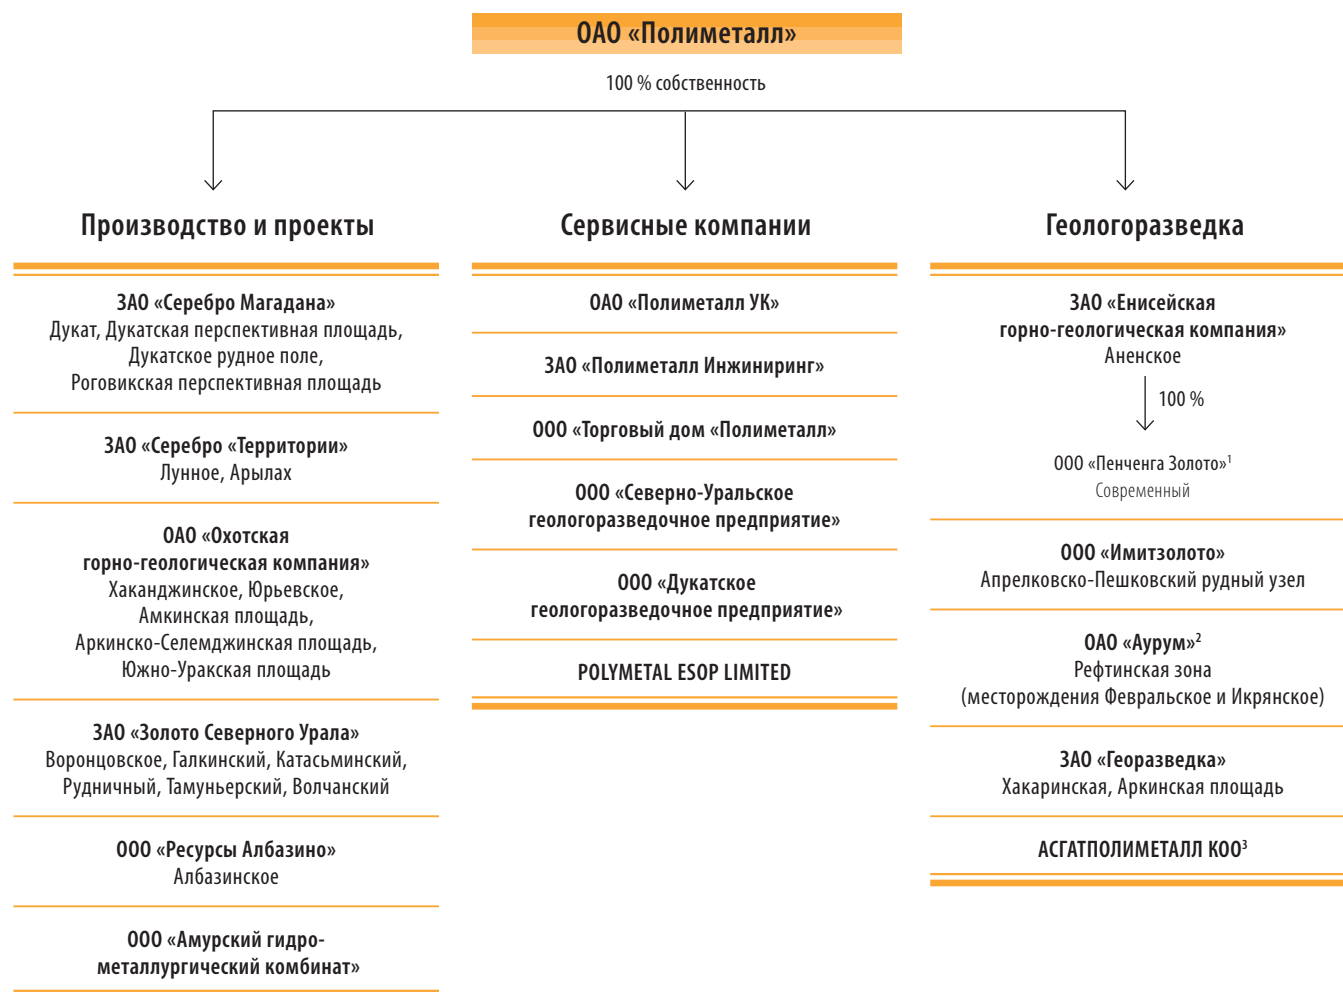 ОАО «Полиметалл»
100 % собственность
Производство и проекты
ЗАО «Серебро Магадана»
Дукат, Дукатская перспективная площадь,
Дукатское рудное поле,
Роговикская перспективная площадь
ЗАО «Серебро «Территории»
Лунное, Арылах
ОАО «Охотская
горно-геологическая компания»
Хаканджинское, Юрьевское,
Амкинская площадь,
Аркинско-Селемджинская площадь,
Южно-Уракская площадь
ЗАО «Золото Северного Урала»
Воронцовское, Галкинский, Катасьминский,
Рудничный, Тамуньерский, Волчанский
ООО «Ресурсы Албазино»
Албазинское
ООО «Амурский гидро-
металлургический комбинат»
Сервисные компании
ОАО «Полиметалл УК»
ЗАО «Полиметалл Инжиниринг»
ООО «Торговый дом «Полиметалл»
ООО «Северно-Уральское
геологоразведочное предприятие»
ООО «Дукатское
геологоразведочное предприятие»
POLYMETAL ESOP LIMITED
Геологоразведка
ЗАО «Енисейская
горно-геологическая компания»
Аненское
100 %
ООО «Пенченга Золото»¹
Современный
ООО «Имитзолото»
Апрелковско-Пешковский рудный узел
ОАО «Аурум»²
Рефтинская зона
(месторождения Февральское и Икрянское)
ЗАО «Георазведка»
Хакаринская, Аркинская площадь
АСГАТПОЛИМЕТАЛЛ КОО³